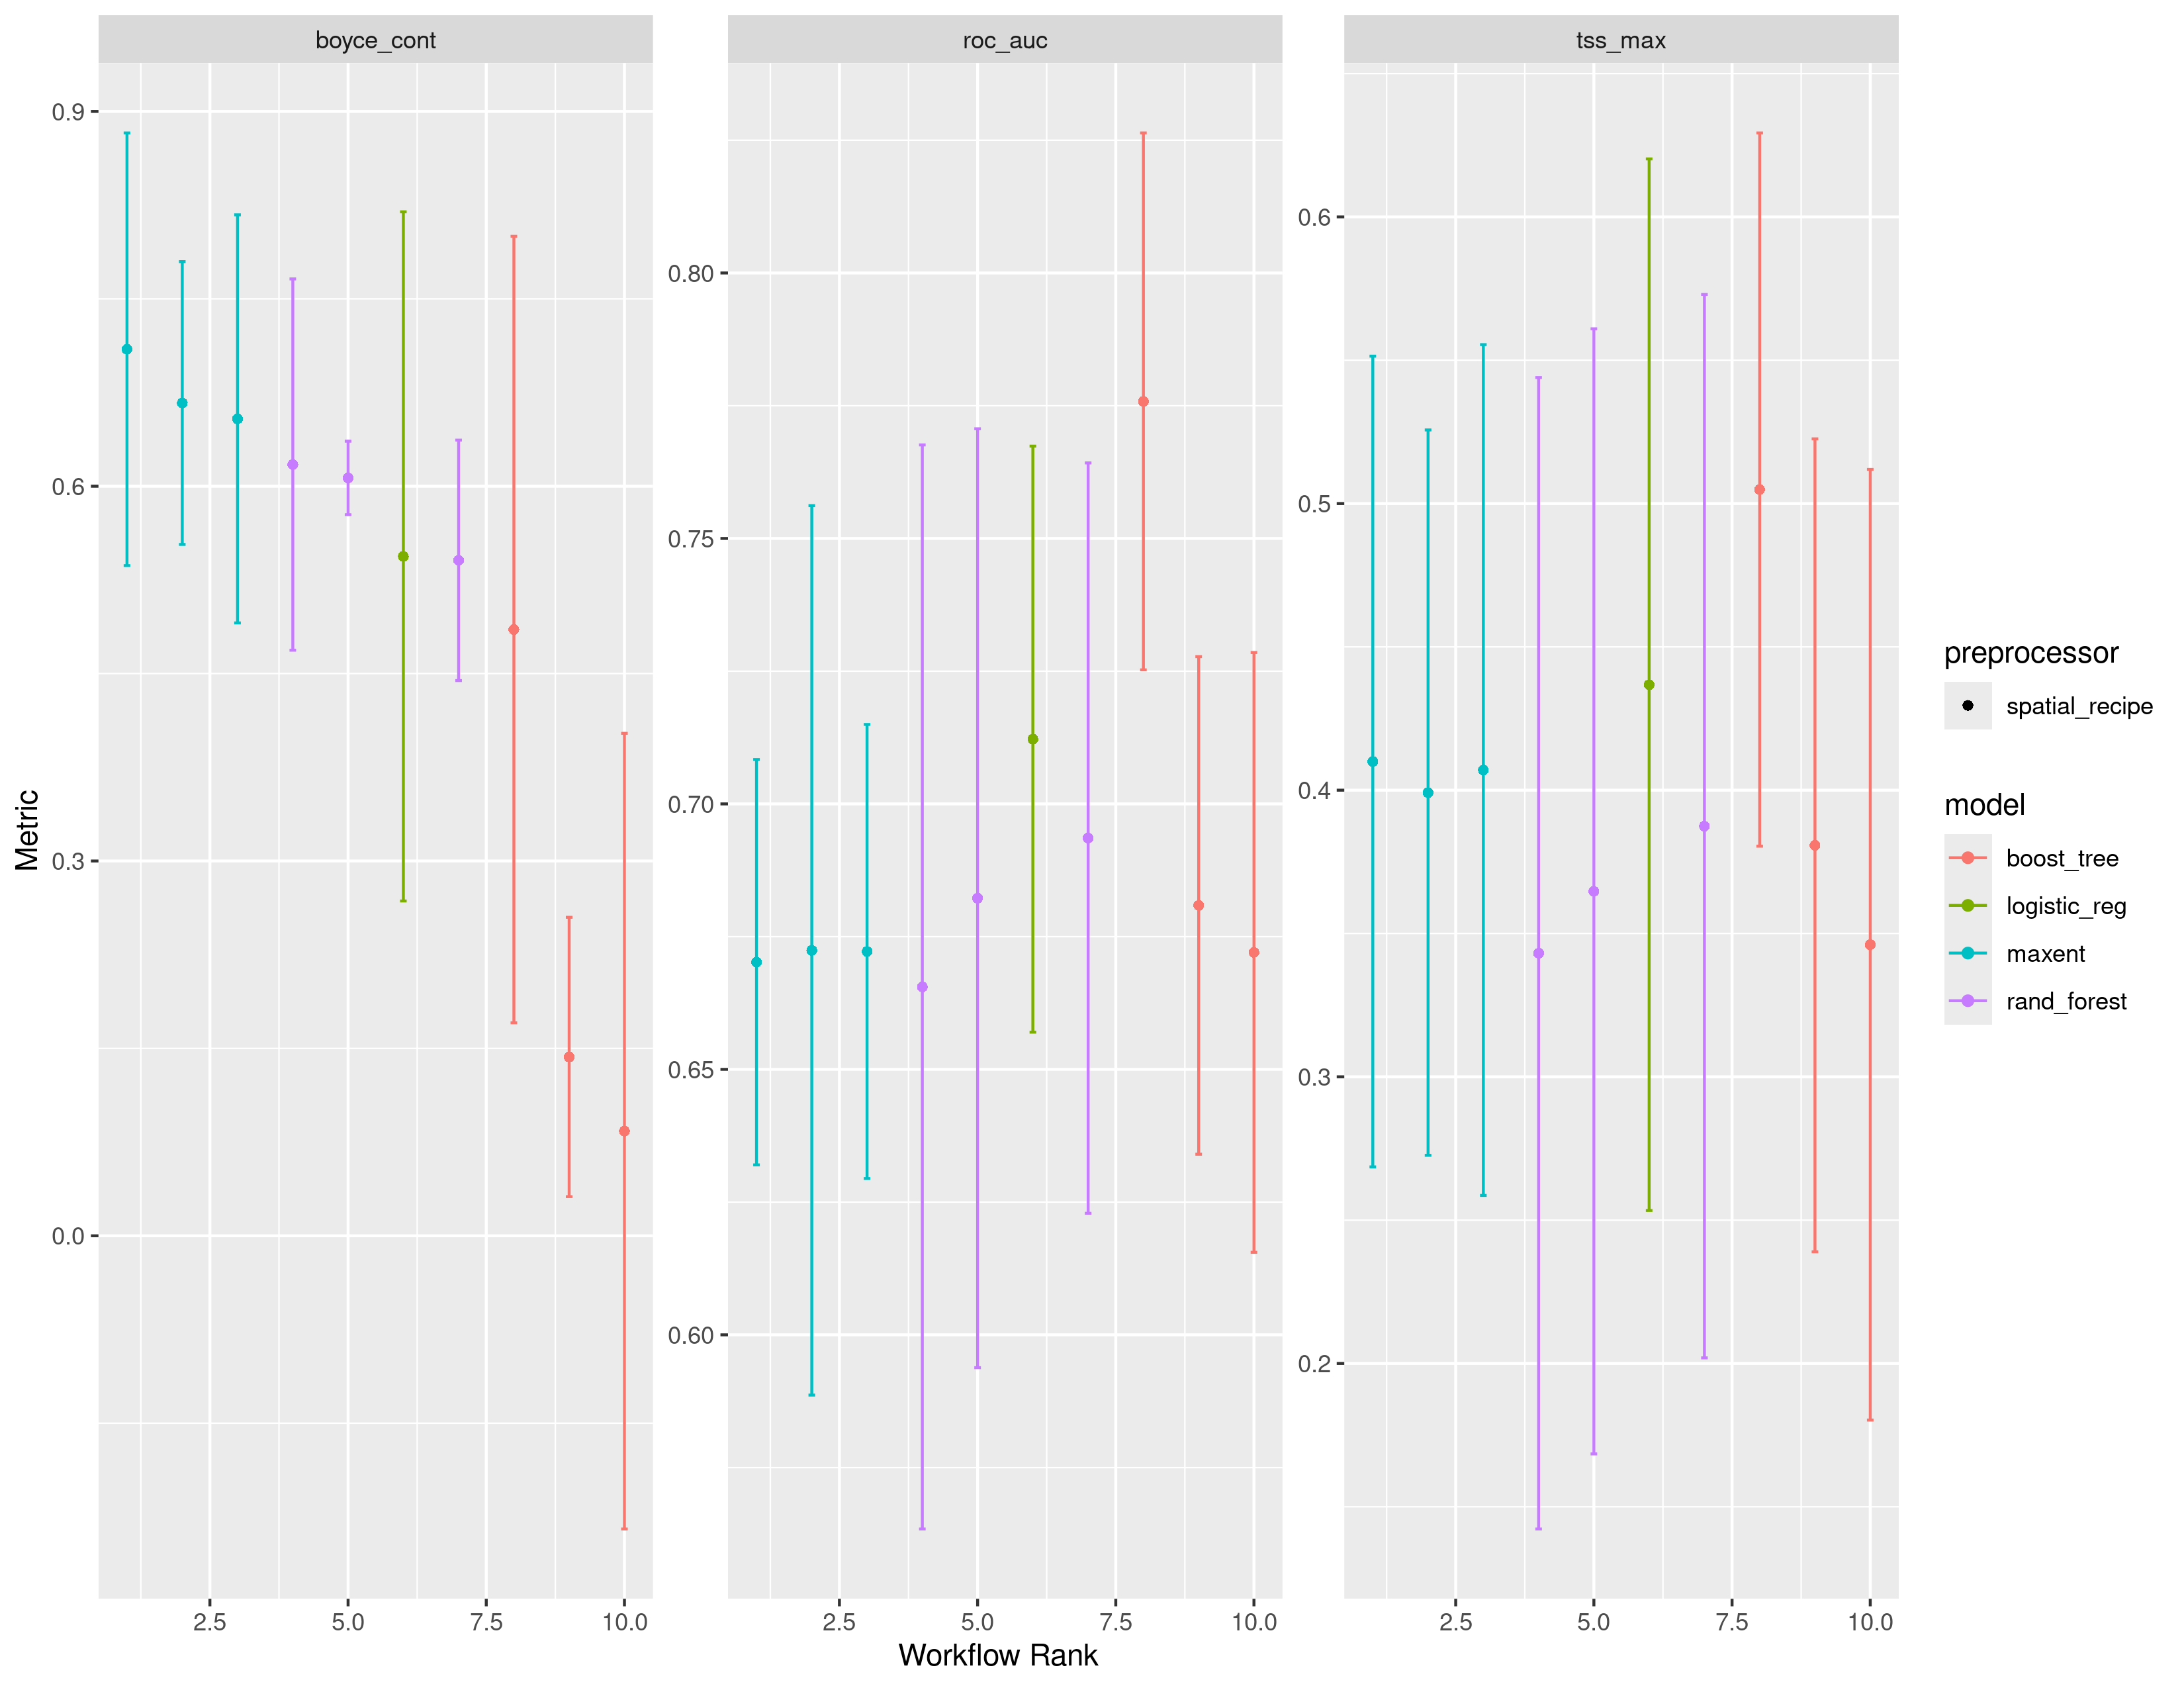 boyce_cont
roc_auc
tss_max
Metric
0.9
0.6
0.3
0.0
0.80
0.75
0.70
0.65
0.60
0.6
0.5
0.4
0.3
0.2
2.5 5.0 7.5 10.0
2.5 5.0 7.5 10.0
2.5 5.0 7.5 10.0
Workflow Rank
preprocessor
spatial_recipe
model
boost_tree
logistic_reg
maxent
rand_forest